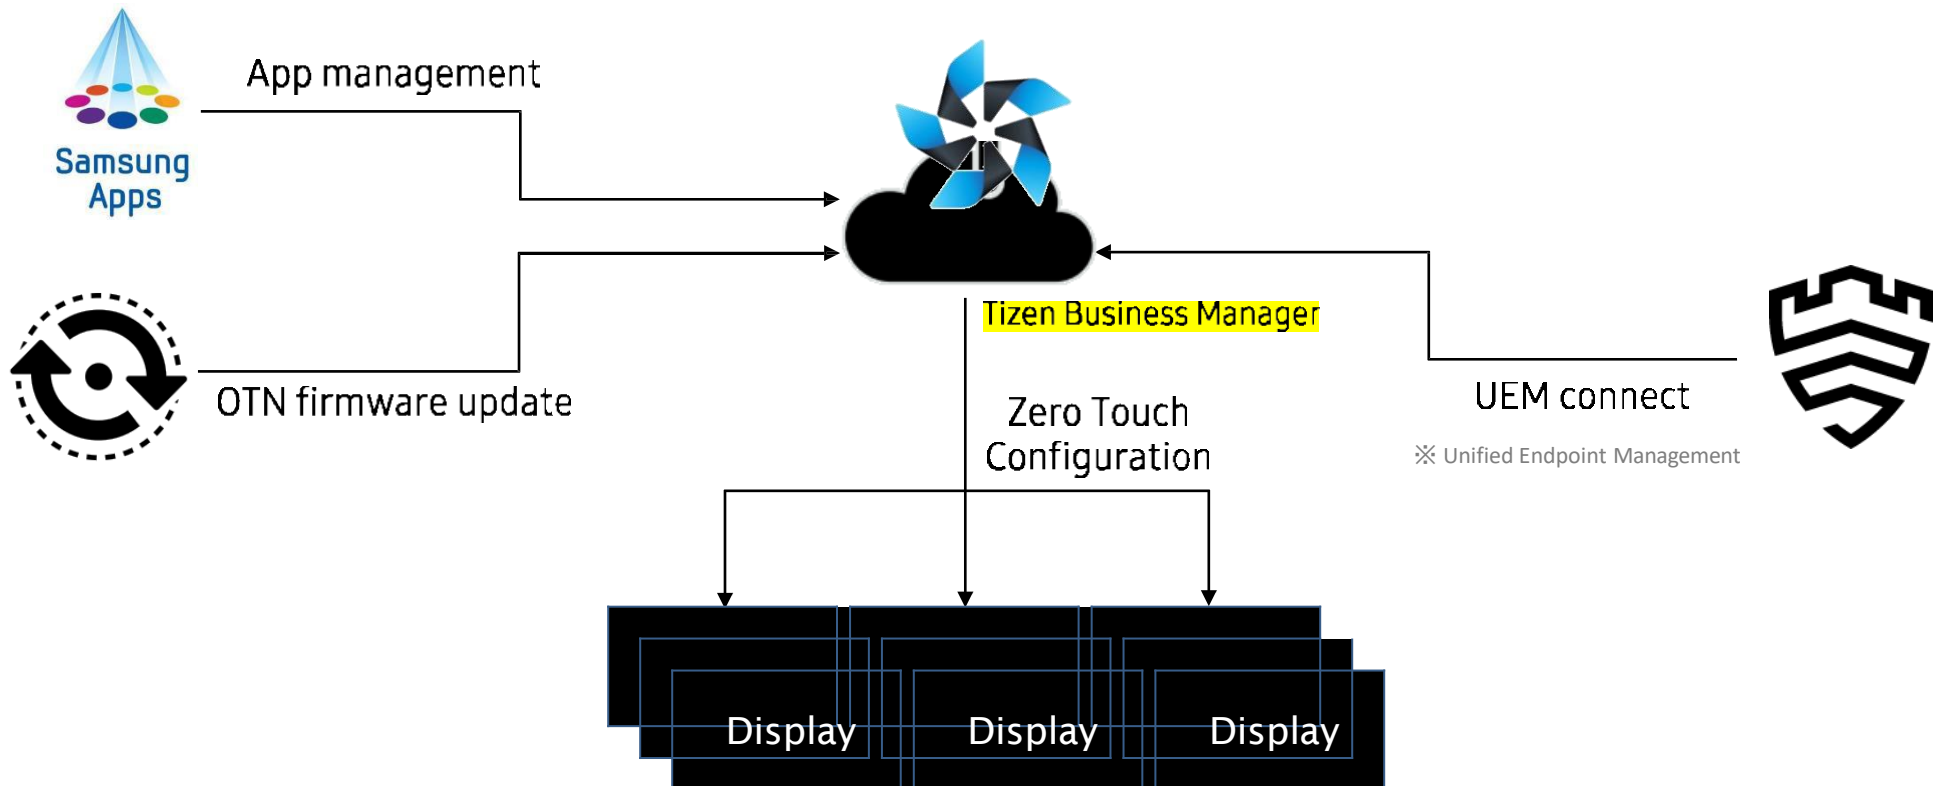 App management
Samsung
Apps
Tizen Business Manager
OTN firmware update
Zero Touch
Configuration
UEM connect
※ Unified Endpoint Management
Display
Display
Display